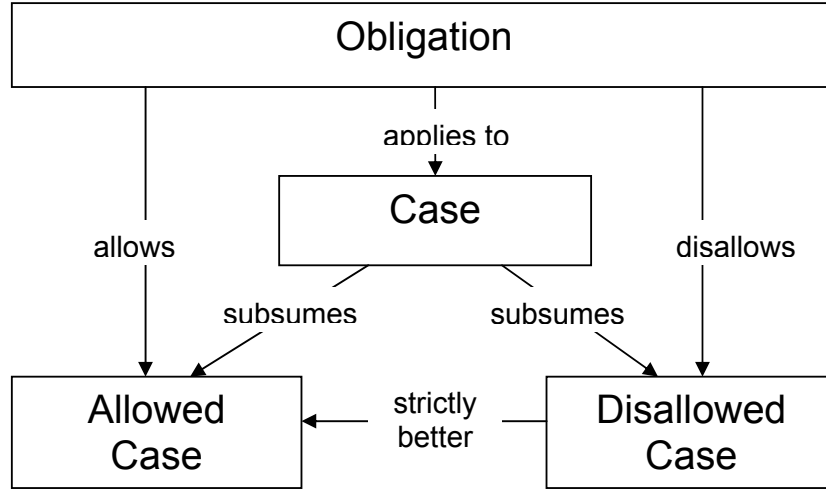 Obligation
applies to
Case
allows
disallows
subsumes
subsumes
Allowed
Case
strictly
better
Disallowed
Case